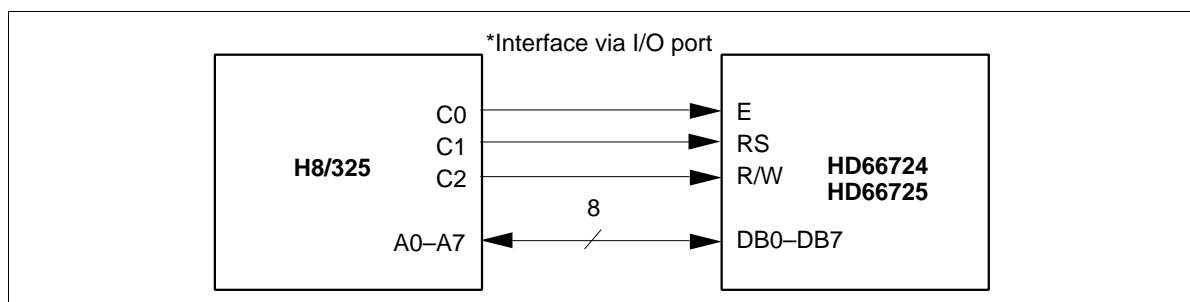 *Interface via I/O port
C0
E
C1
RS
H8/325
C2
R/W
HD66724
HD66725
8
A0–A7
DB0–DB7